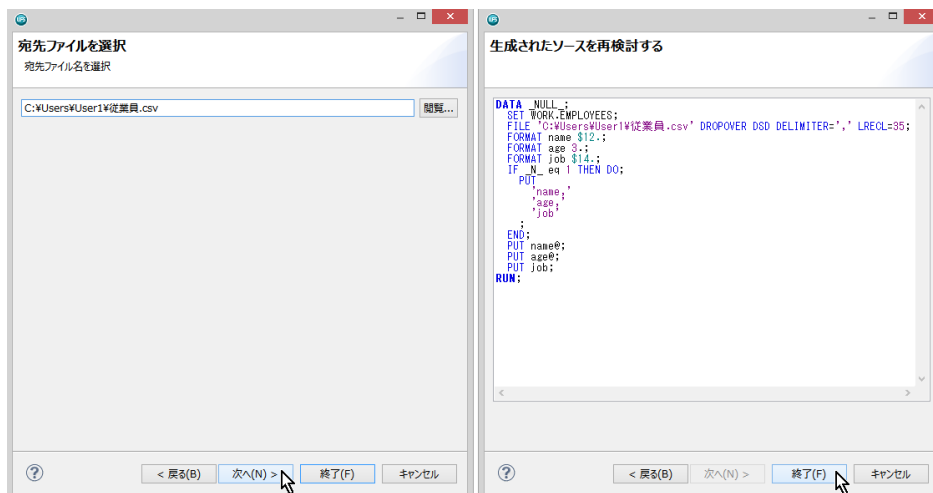 宛先ファイルを選択
宛先ファイル名を選択
C:¥Users¥User1¥従業員.csv
閲覧...
< 戻る(B)
次へ(N) >
終了(F)
キャンセル
生成されたソースを再検討する
DATA _NULL_;
SET WORK.EMPLOYEES;
FILE 'C:¥Users¥User1¥従業員.csv' DROPOVER DSD DELIMITER=',' LRECL=35;
FORMAT name $12.;
FORMAT age 3.;
FORMAT job $14.;
IF _N_ eq 1 THEN DO;
PUT
'name,'
'age,'
'job'
;
END;
PUT name@;
PUT age@;
PUT job;
RUN;
< 戻る(B)
次へ(N) >
終了(F)
キャンセル